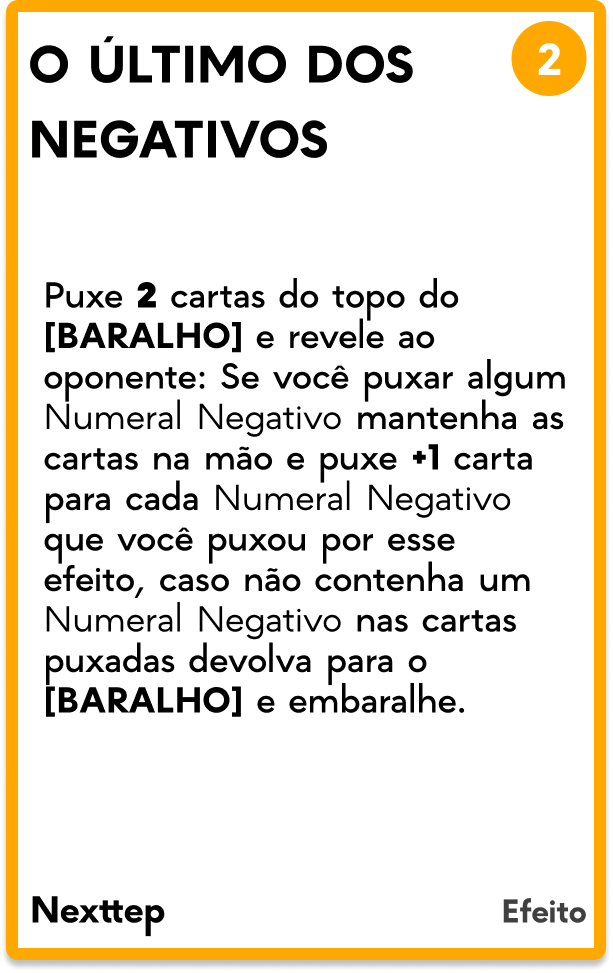 O ÚLTIMO DOS
NEGATIVOS
2
Puxe 2 cartas do topo do
[BARALHO] e revele ao
oponente: Se você puxar algum
Numeral Negativo mantenha as
cartas na mão e puxe +1 carta
para cada Numeral Negativo
que você puxou por esse
efeito, caso não contenha um
Numeral Negativo nas cartas
puxadas devolva para o
[BARALHO] e embaralhe.
Nexttep
Efeito